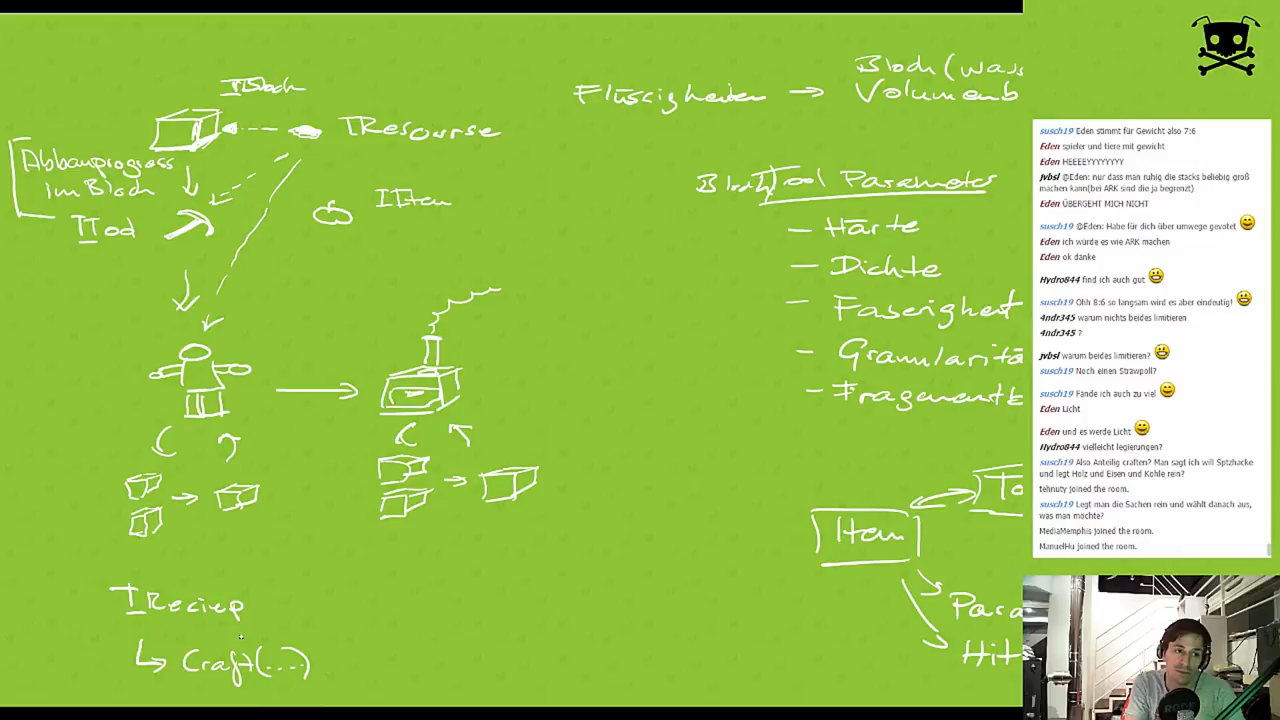 IBlock
IResourse
Abbauprogress
im Block
ITool
IItem
IReciep
Craft(...)
Flüssigkeiten → Block (was
Volumenb
Block/Tool Parameter
- Härte
- Dichte
- Faserigkeit
- Granularitä
- Fragmentt
To
Item
Para
Hit
susch19 Eden stimmt für Gewicht also 7:6
Eden spieler und tiere mit gewicht
Eden HEEEEYYYYYYYY
jvbsl @Eden: nur dass man ruhig die stacks beliebig groß
machen kann(bei ARK sind die ja begrenzt)
Eden ÜBERGEHT MICH NICHT
susch19 @Eden: Habe für dich über umwege gevotet
Eden ich würde es wie ARK machen
Eden ok danke
Hydro844 find ich auch gut
susch19 Ohh 8:6 so langsam wird es aber eindeutig!
4ndr345 warum nichts beides limitieren
4ndr345 ?
jvbsl warum beides limitieren?
susch19 Noch einen Strawpoll?
susch19 Fände ich auch zu viel
Eden Licht
Eden und es werde Licht
Hydro844 vielleicht legierungen?
susch19 Also Anteilig craften? Man sagt ich will Sptzhacke
und legt Holz und Eisen und Kohle rein?
tehnuty joined the room.
susch19 Legt man die Sachen rein und wählt danach aus,
was man möchte?
MediaMemphis joined the room.
ManuelHu joined the room.
RODE